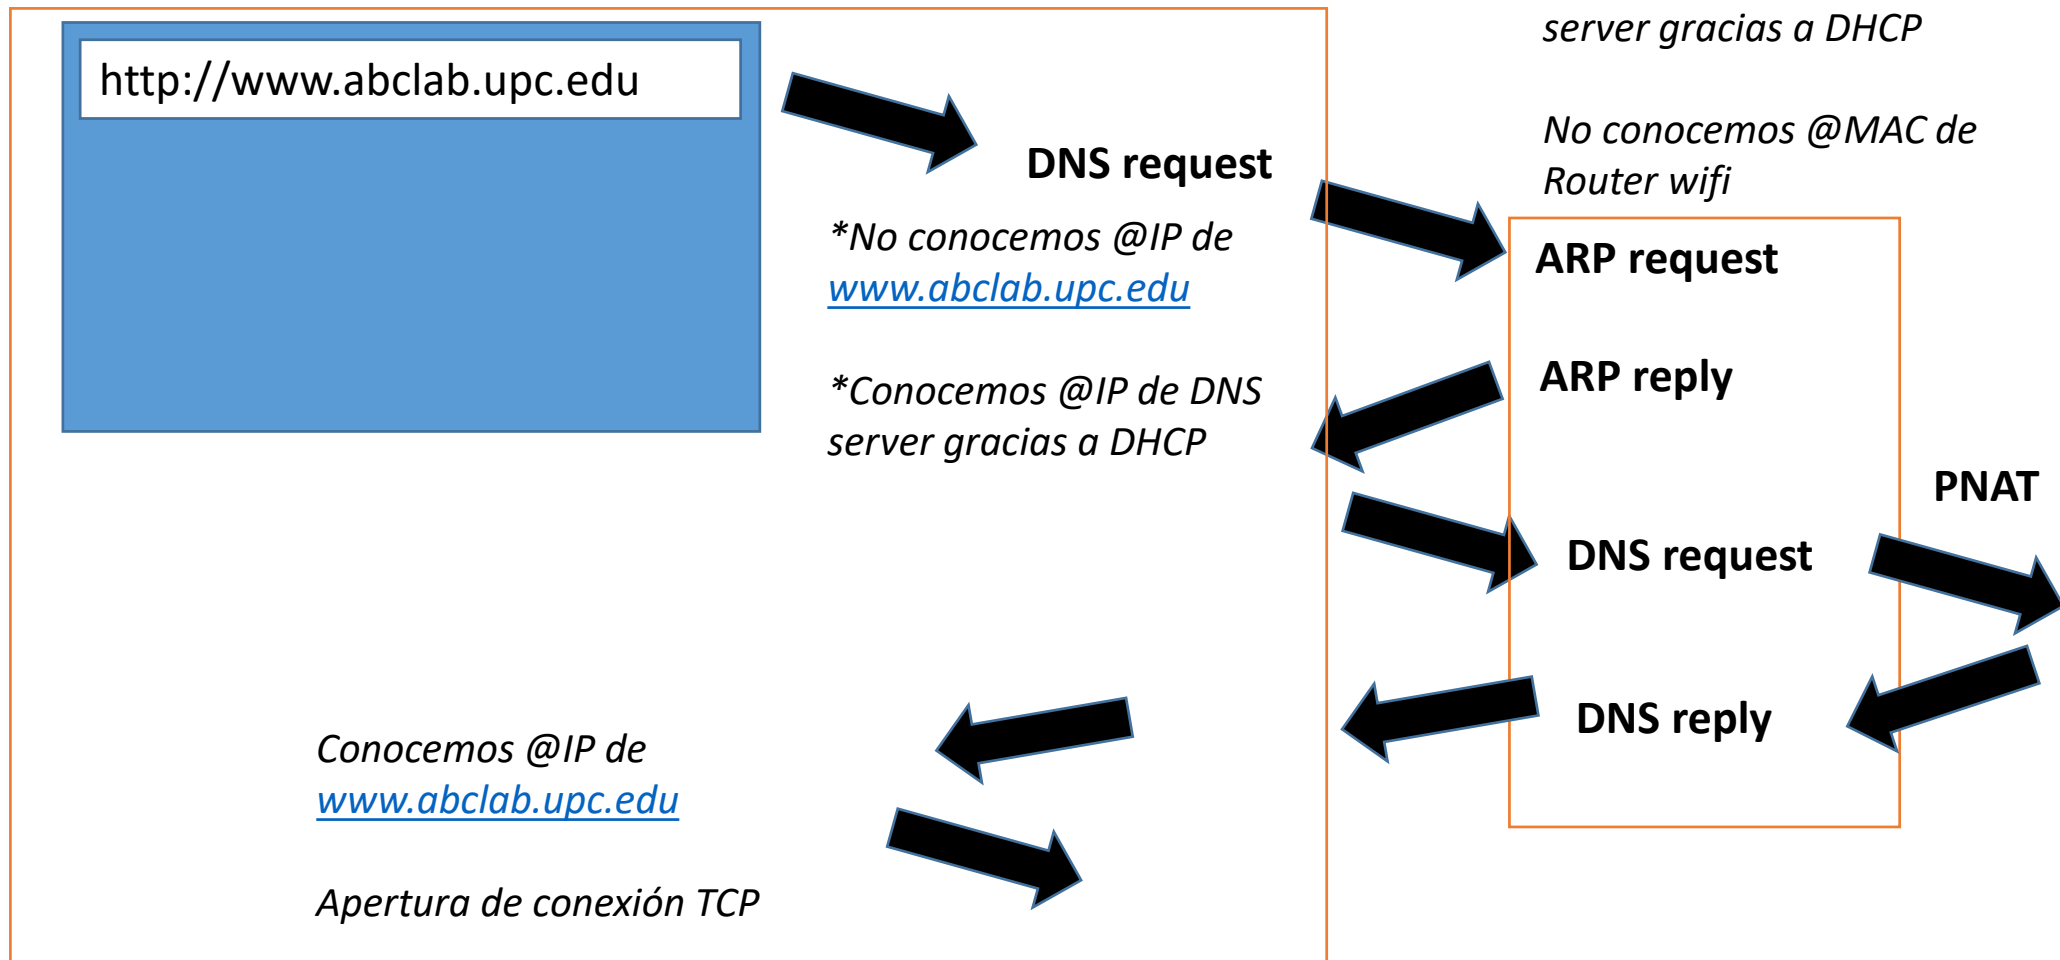 http://www.abclab.upc.edu
DNS request
*No conocemos @IP de
www.abclab.upc.edu
*Conocemos @IP de DNS
server gracias a DHCP
server gracias a DHCP
No conocemos @MAC de
Router wifi
ARP request
ARP reply
PNAT
DNS request
DNS reply
Conocemos @IP de
www.abclab.upc.edu
Apertura de conexión TCP